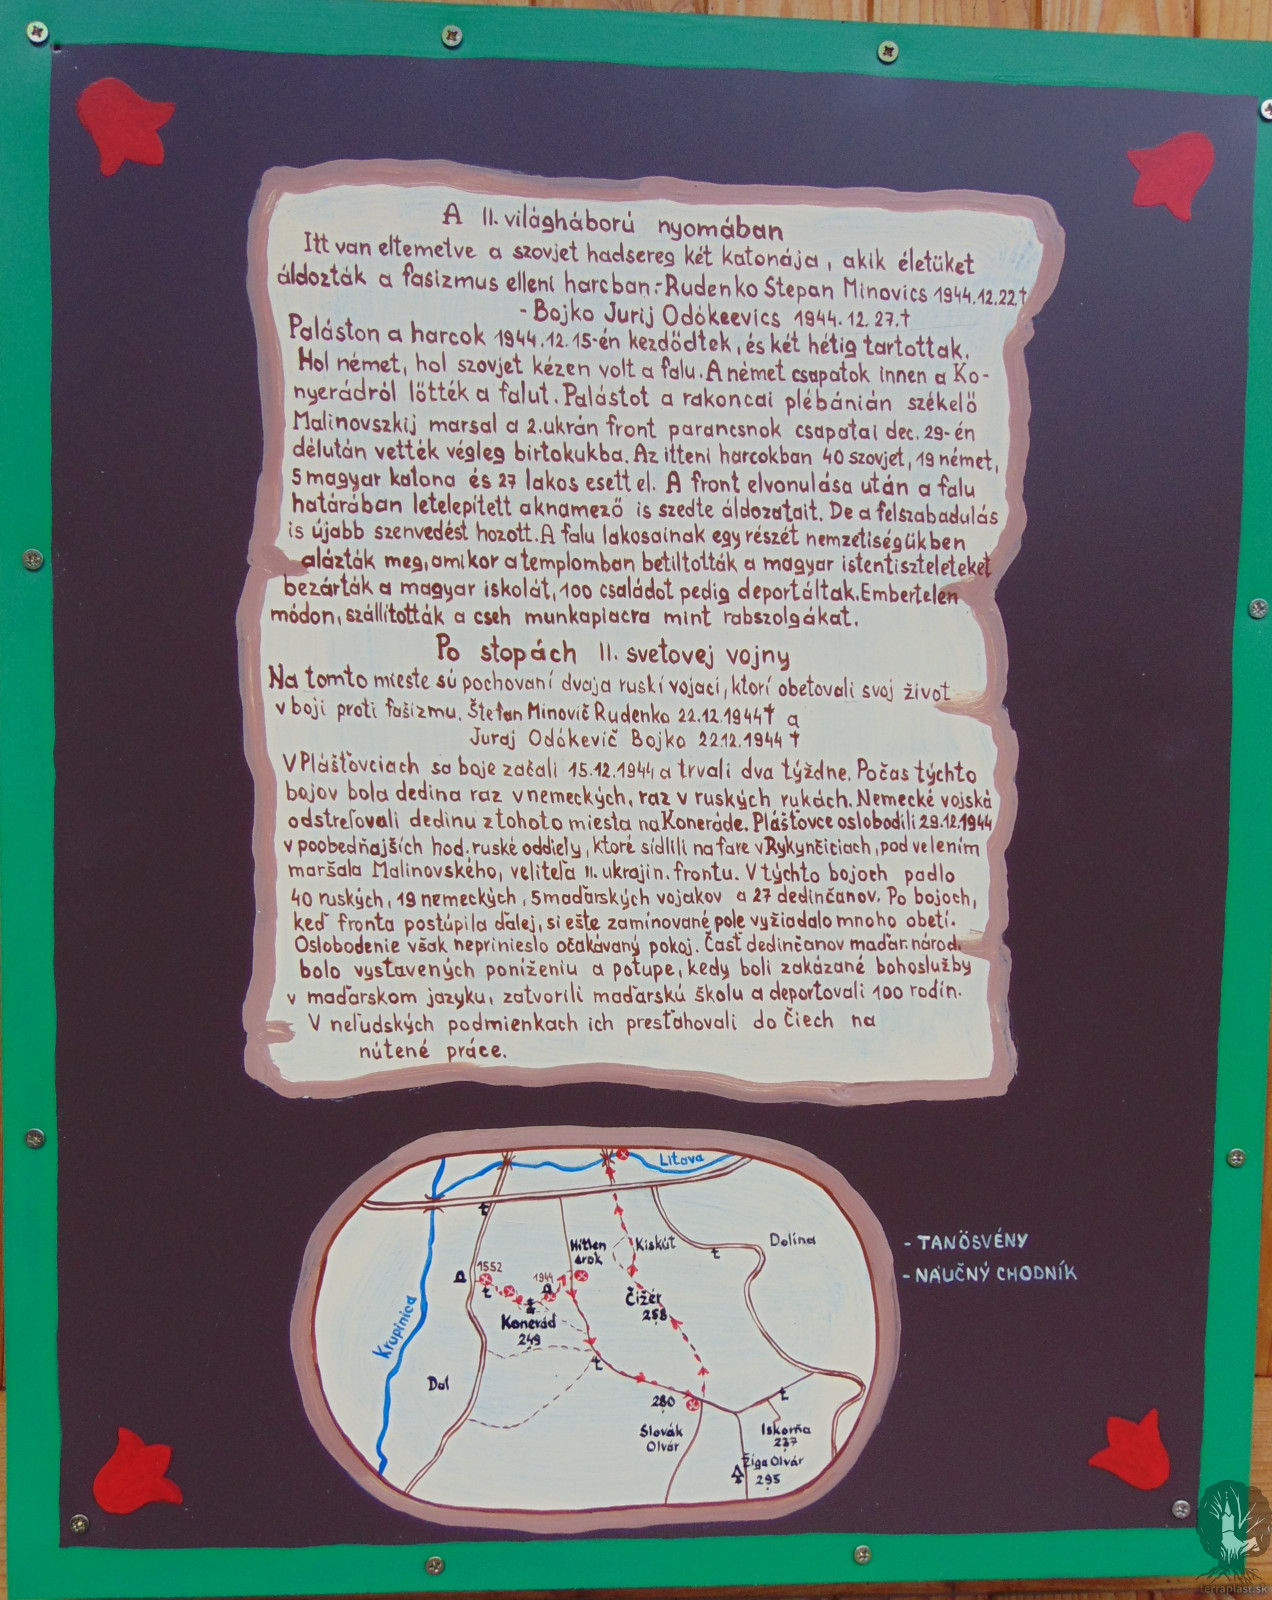 A II. világháború nyomában
Itt van eltemetve a szovjet hadsereg két katonája, akik életüket
áldozták a fasizmus elleni harcban:- Rudenko Stepan Minovics 1944.12.22†
- Bojko Jurij Odókeevics 1944.12.27.†
Paláston a harcok 1944.12.15-én kezdődtek, és két hétig tartottak.
Hol német, hol szovjet kézen volt a falu. A német csapatok innen a Ko-
nyerádról lőtték a falut. Palástot a rakoncai plébánián székelő
Malinovszkij marsal a 2.ukrán front parancsnok csapatai dec. 29-én
délután vették végleg birtokukba. Az itteni harcokban 40 szovjet, 19 német,
5 magyar katona és 27 lakos esett el. A front elvonulása után a falu
határában letelepített aknamező is szedte áldozatait. De a felszabadulás
is újabb szenvedést hozott. A falu lakosainak egy részét nemzetiségükben
alázták meg, amikor a templomban betiltották a magyar istentiszteleteket
bezárták a magyar iskolát, 100 családot pedig deportáltak. Embertelen
módon, szállították a cseh munkapiacra mint rabszolgákat.
Po stopách II. svetovej vojny
Na tomto mieste sú pochovaní dvaja ruskí vojaci, ktorí obetovali svoj život
v boji proti fašizmu. Štefan Minovič Rudenko 22.12.1944† a
Juraj Odókevič Bojko 22.12.1944 †
V Plášťovciach sa boje začali 15.12.1944 a trvali dva týždne. Počas týchto
bojov bola dedina raz v nemeckých, raz v ruských rukách. Nemecké vojská
odstreľovali dedinu z tohoto miesta na Koneráde. Plášťovce oslobodili 29.12.1944
v poobedňajších hod. ruské oddiely, ktoré sídlili na fare v Rykynčiciach, pod velením
maršala Malinovského, veliteľa II. ukrajin. frontu. V týchto bojoch padlo
40 ruských, 19 nemeckých, 5 maďarských vojakov a 27 dedinčanov. Po bojoch,
keď fronta postúpila ďalej, si ešte zamínované pole vyžiadalo mnoho obetí.
Oslobodenie však neprinieslo očakávaný pokoj. Časť dedinčanov maďar. národ.
bolo vystavených poníženiu a potupe, kedy boli zakázané bohoslužby
v maďarskom jazyku, zatvorili maďarskú školu a deportovali 100 rodín.
V neľudských podmienkach ich presťahovali do Čiech na
nútené práce.
Litava
Hitlen
árok
Kiskút
Dolina
1552
1944
Čižér
258
Konerád
249
Krupinica
Dol
280
Slovák
Olvár
Iskorňa
237
Žiga Olvár
295
- TANÖSVÉNY
- NAUČNÝ CHODNÍK
terraplast.sk